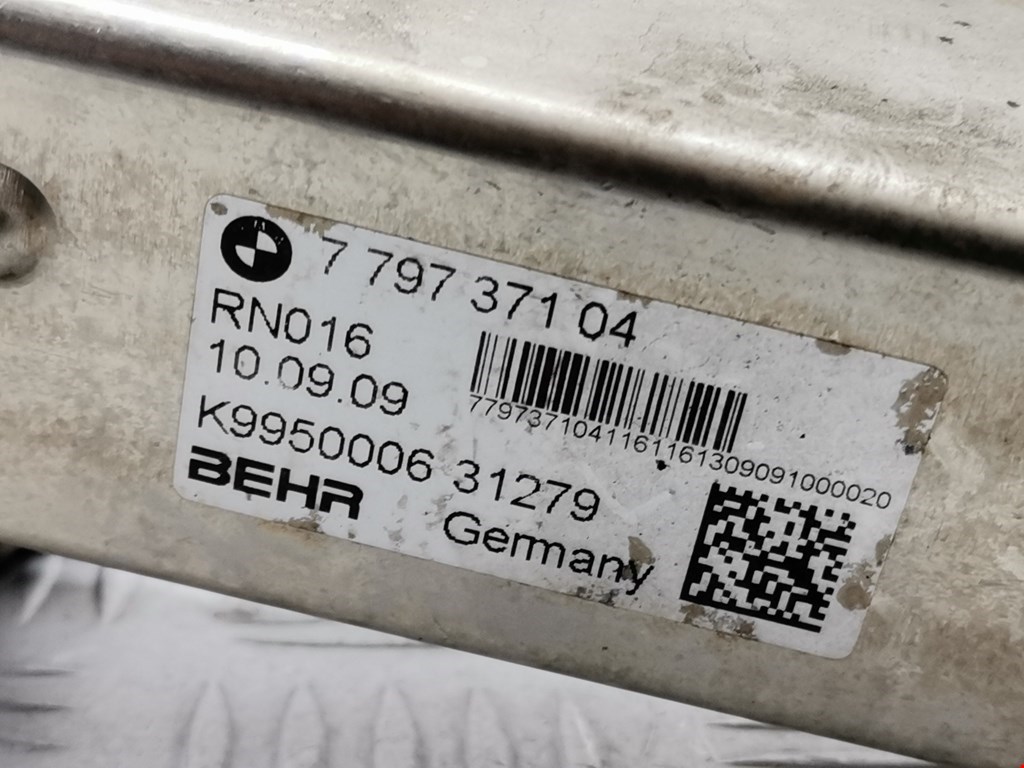 7 797 371 04
RN016
10.09.09
7797371041161161309091000020
K9950006 31279
BEHR
Germany